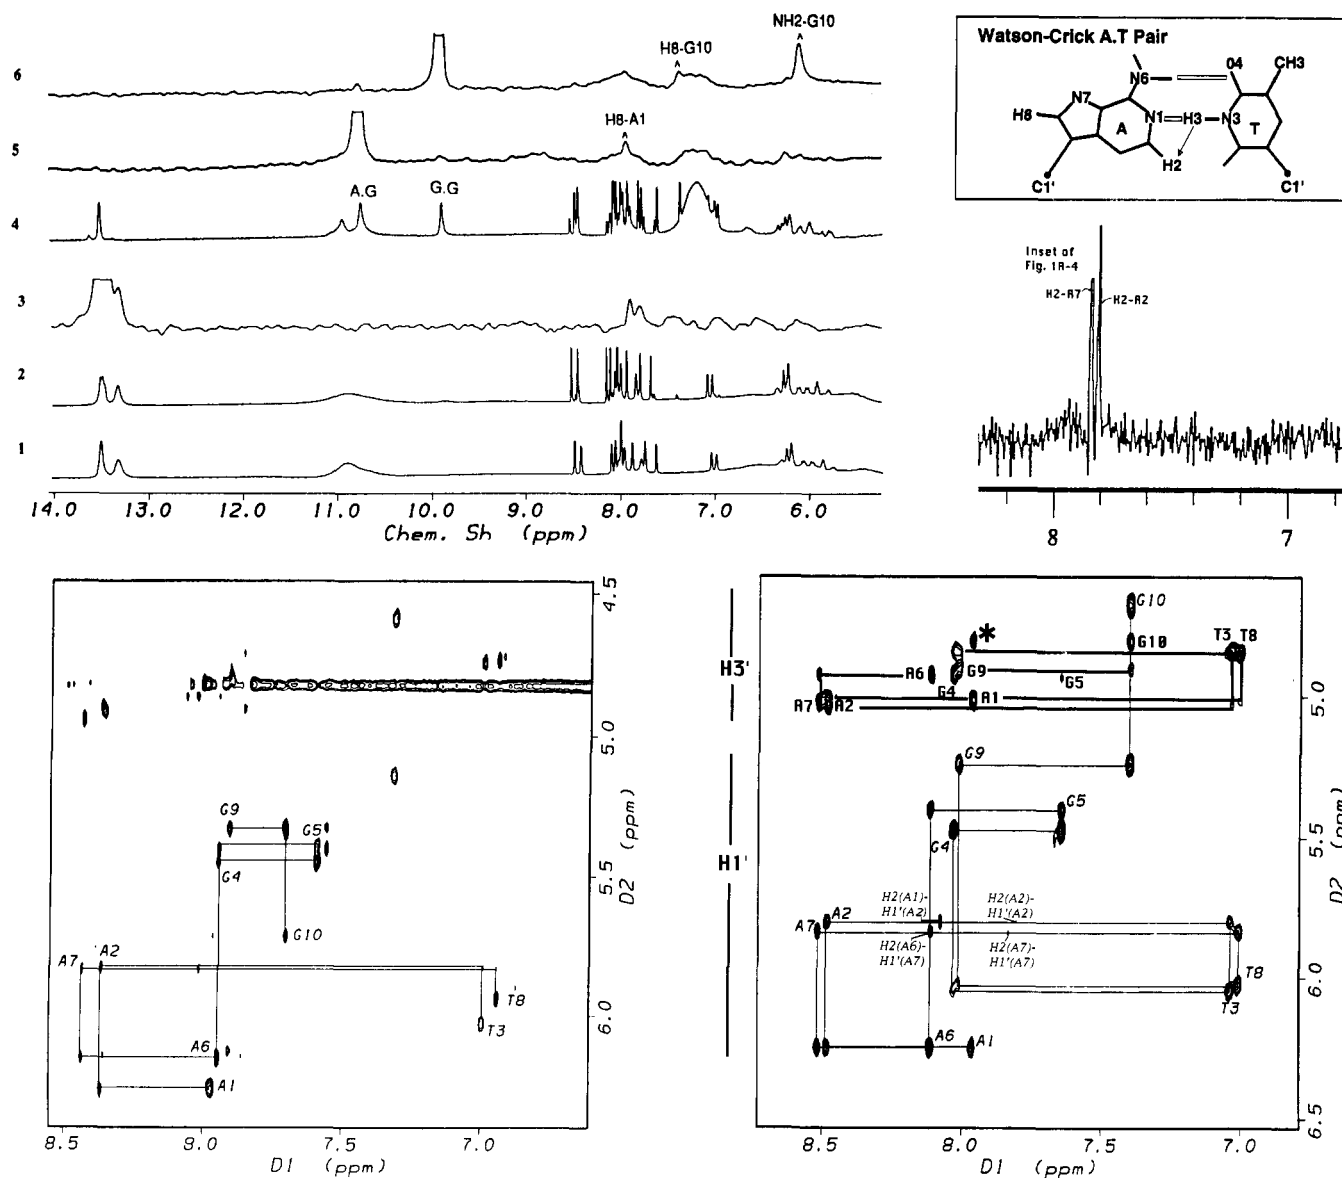 6
H8-G10
NH2-G10
5
H8-A1
4
A.G
G.G
3
2
1
14.0 13.0 12.0 11.0 10.0 9.0 8.0 7.0 6.0
Chem. Sh (ppm)
Watson-Crick A.T Pair
N6
O4
CH3
N7
H8
N1
H3
N3
A
T
H2
C1'
C1'
Inset of
Fig. 1A-4
H2-A7
H2-A2
8 7
4.5
5.0
D2 (ppm)
5.5
6.0
G9
G5
G4
G10
A7 A2
T8
T3
A6
A1
8.5 8.0 7.5 7.0
D1 (ppm)
H3'
H1'
G10
*
G10
T3 T8
A6
G9
G4
G5
A7
A2
A1
G9
G5
G4
H2(A1)-
H1'(A2)
H2(A2)-
H1'(A2)
A2
A7
H2(A6)-
H1'(A7)
H2(A7)-
H1'(A7)
T8
T3
A6
A1
5.0
5.5
D2 (ppm)
6.0
6.5
8.5 8.0 7.5 7.0
D1 (ppm)